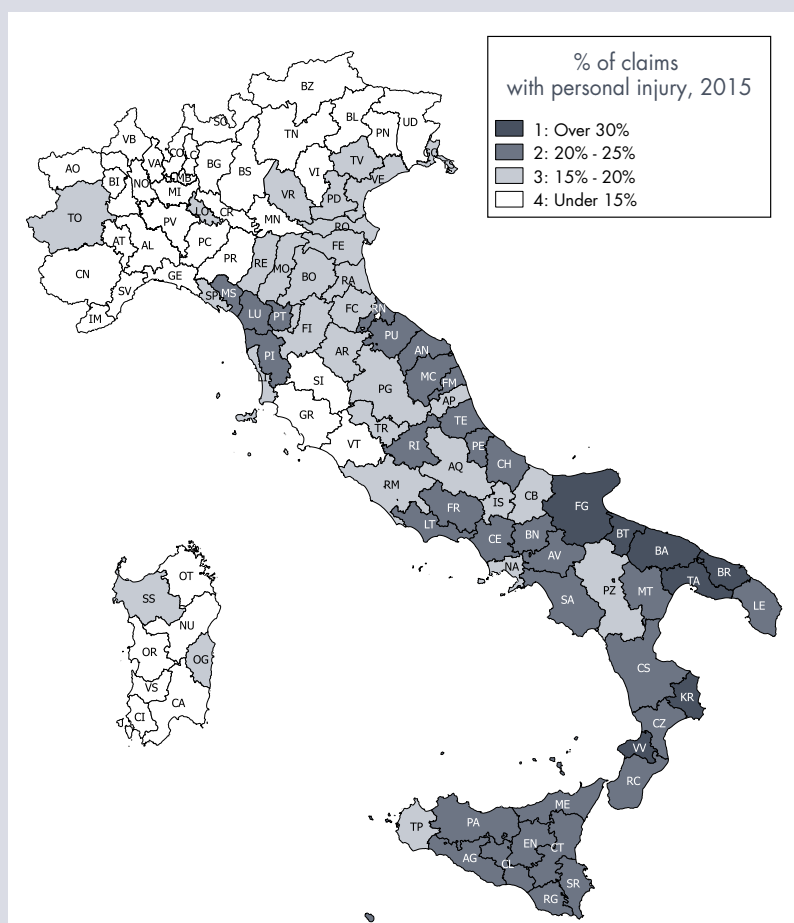 % of claims
with personal injury, 2015
1: Over 30%
2: 20% - 25%
3: 15% - 20%
4: Under 15%
BZ
BL
UD
SO
TN
PN
VB
CO
LC
BG
BS
VI
TV
GO
AO
VA
MB
VE
BI
NO
MI
VR
PD
TO
LO
CR
MN
RO
PV
AT
AL
PC
PR
FE
CN
GE
RE
MO
BO
RA
SV
SP
MS
IM
LU
PT
FC
RN
FI
PU
PI
AR
AN
LI
SI
MC
FM
PG
AP
GR
TR
TE
VT
RI
PE
AQ
CH
RM
IS
CB
FR
FG
LT
CE
BN
BT
BA
AV
NA
BR
TA
OT
SS
PZ
MT
SA
LE
NU
OR
OG
VS
CS
CA
CI
KR
CZ
VV
RC
ME
PA
TP
EN
CT
AG
CL
SR
RG